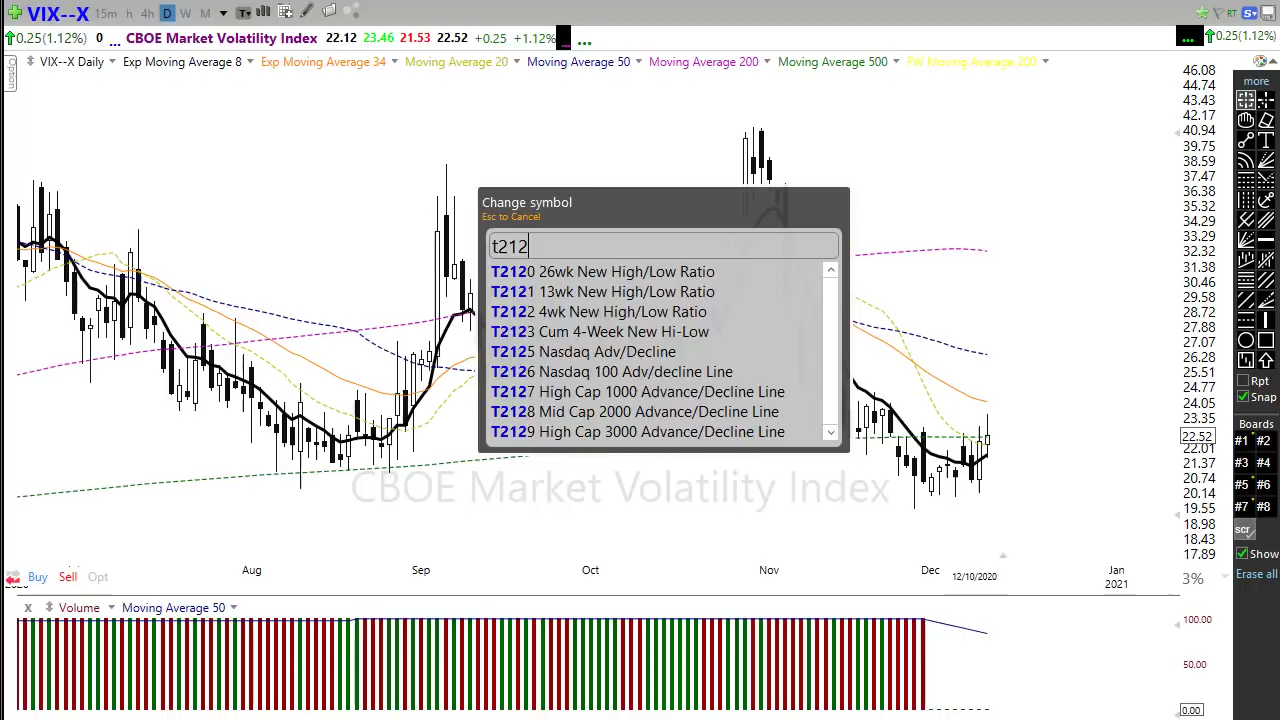 VIX--X 15m h 4h D W M T
0.25(1.12%) 0 ... CBOE Market Volatility Index 22.12 23.46 21.53 22.52 +0.25 +1.12% ... ... ... 0.25(1.12%)
RT S
Option
VIX--X Daily Exp Moving Average 8 Exp Moving Average 34 Moving Average 20 Moving Average 50 Moving Average 200 Moving Average 500 FW Moving Average 200
46.08
44.74
43.43
42.17
40.94
39.75
38.59
37.47
36.38
35.32
34.29
33.29
32.32
31.38
30.46
29.58
28.72
27.88
27.07
26.28
25.51
24.77
24.05
23.35
22.52
22.01
21.37
20.74
20.14
19.55
18.98
18.43
17.89
more
T
Rpt
Snap
Boards
#1 #2
#3 #4
#5 #6
#7 #8
scr
Show
Erase all
Change symbol
Esc to Cancel
t212
T2120 26wk New High/Low Ratio
T2121 13wk New High/Low Ratio
T2122 4wk New High/Low Ratio
T2123 Cum 4-Week New Hi-Low
T2125 Nasdaq Adv/Decline
T2126 Nasdaq 100 Adv/decline Line
T2127 High Cap 1000 Advance/Decline Line
T2128 Mid Cap 2000 Advance/Decline Line
T2129 High Cap 3000 Advance/Decline Line
CBOE Market Volatility Index
Aug Sep Oct Nov Dec 12/10/2020 Jan
2021
Buy Sell Opt 3%
x Volume Moving Average 50
100.00
50.00
0.00